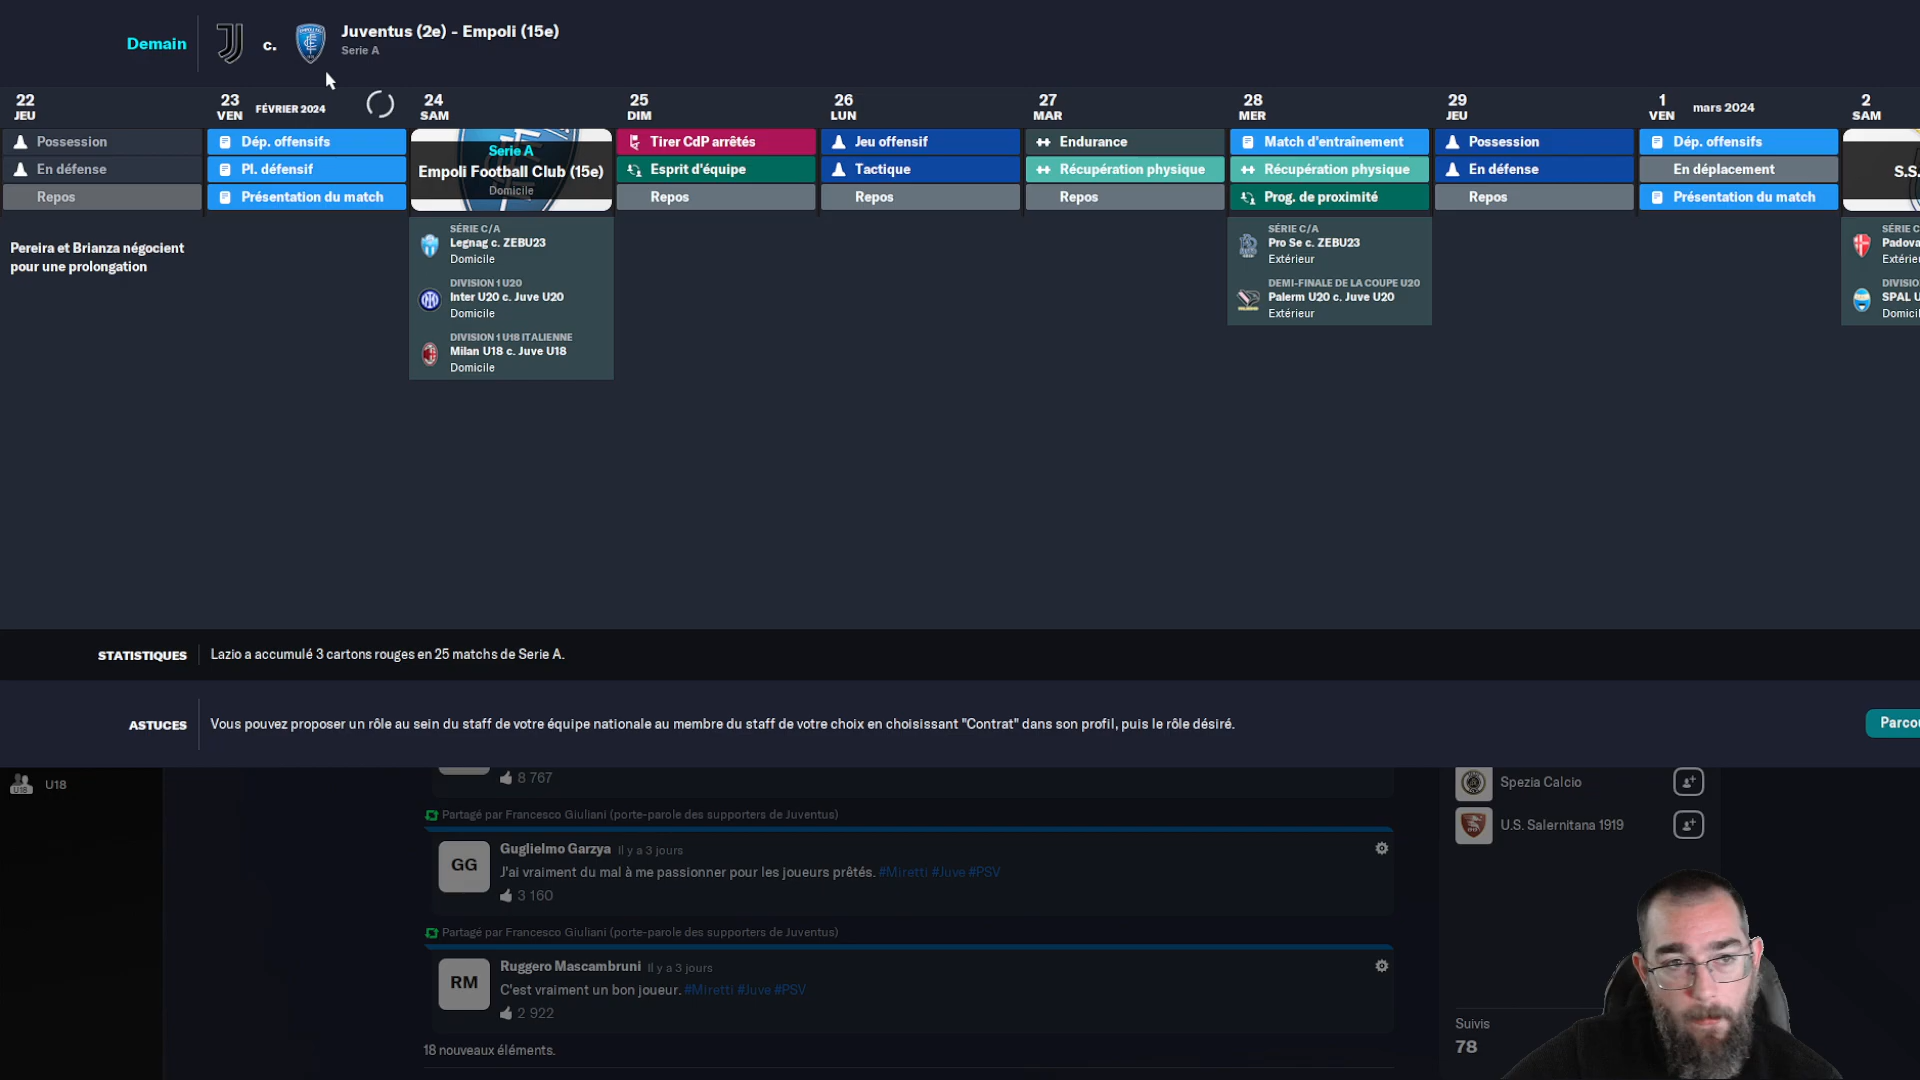 Demain
c.
Juventus (2e) - Empoli (15e)
Serie A
22
JEU
23
VEN
FÉVRIER 2024
24
SAM
25
DIM
26
LUN
27
MAR
28
MER
29
JEU
1
VEN
mars 2024
2
SAM
Possession
En défense
Repos
Dép. offensifs
Pl. défensif
Présentation du match
Serie A
Empoli Football Club (15e)
Domicile
Tirer CdP arrêtés
Esprit d'équipe
Repos
Jeu offensif
Tactique
Repos
Endurance
Récupération physique
Repos
Match d'entraînement
Récupération physique
Prog. de proximité
Possession
En défense
Repos
Dép. offensifs
En déplacement
Présentation du match
S.S.
Pereira et Brianza négocient
pour une prolongation
SÉRIE C/A
Legnag c. ZEBU23
Domicile
DIVISION 1 U20
Inter U20 c. Juve U20
Domicile
DIVISION 1 U18 ITALIENNE
Milan U18 c. Juve U18
Domicile
SÉRIE C/A
Pro Se c. ZEBU23
Extérieur
DEMI-FINALE DE LA COUPE U20
Palerm U20 c. Juve U20
Extérieur
SÉRIE C
Padova
Extérie
DIVISIO
SPAL U
Domicil
STATISTIQUES
Lazio a accumulé 3 cartons rouges en 25 matchs de Serie A.
ASTUCES
Vous pouvez proposer un rôle au sein du staff de votre équipe nationale au membre du staff de votre choix en choisissant "Contrat" dans son profil, puis le rôle désiré.
Parcou
U18
U18
8 767
Spezia Calcio
Partagé par Francesco Giuliani (porte-parole des supporters de Juventus)
U.S. Salernitana 1919
GG
Guglielmo Garzya Il y a 3 jours
J'ai vraiment du mal à me passionner pour les joueurs prêtés. #Miretti #Juve #PSV
3 160
Partagé par Francesco Giuliani (porte-parole des supporters de Juventus)
RM
Ruggero Mascambruni Il y a 3 jours
C'est vraiment un bon joueur. #Miretti #Juve #PSV
2 922
18 nouveaux éléments.
Suivis
78